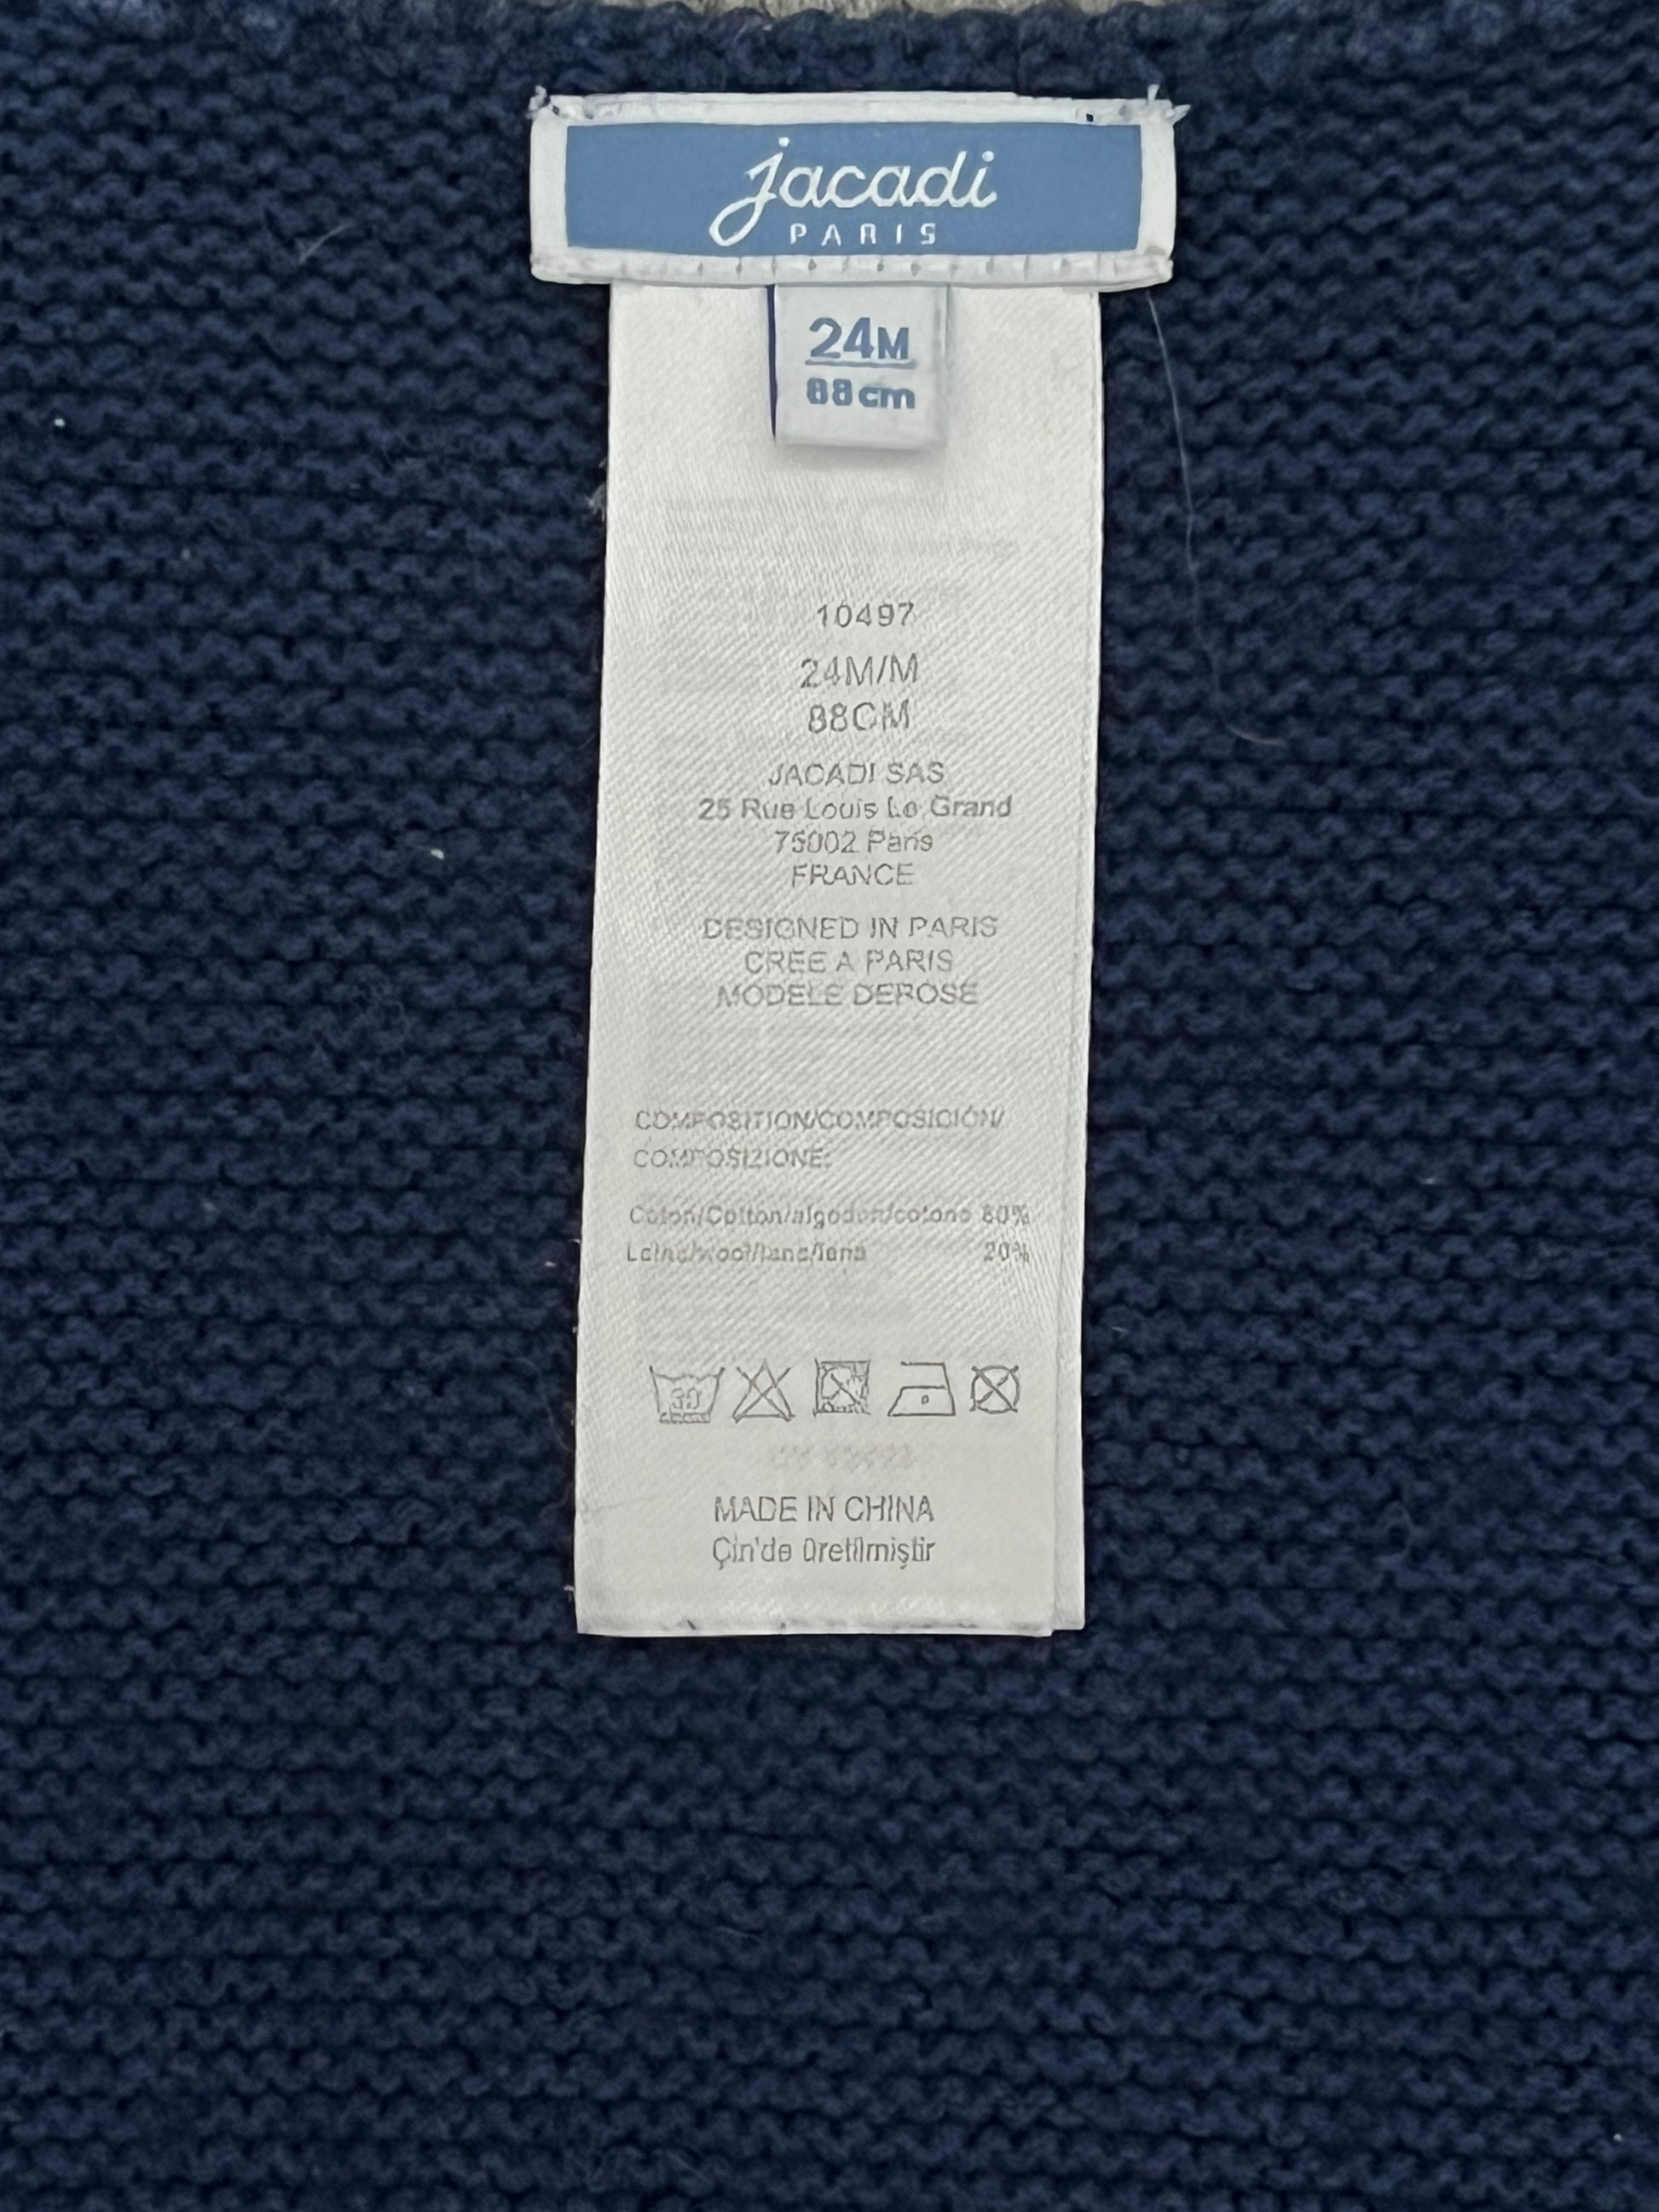 jacadi
PARIS
24M
88cm
10497
24M/M
88CM
JACADI SAS
25 Rue Louis Le Grand
75002 Paris
FRANCE
DESIGNED IN PARIS
CREE A PARIS
MODELE DEPOSE
COMPOSITION/COMPOSICIÓN/
COMPOSIZIONE:
Coton/Cotton/algodon/cotone 80%
Laine/wool/lana/lana 20%
30
MADE IN CHINA
Çin'de üretilmiştir